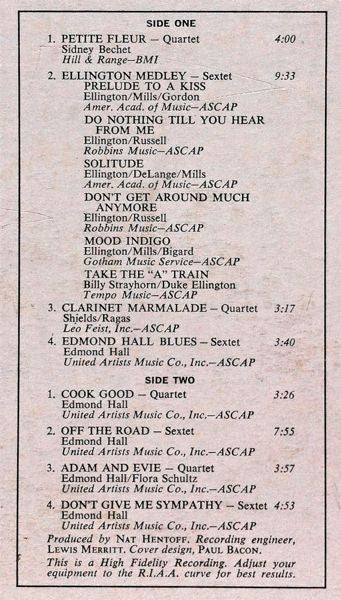 SIDE ONE
1. PETITE FLEUR — Quartet 4:00
Sidney Bechet
Hill & Range—BMI
2. ELLINGTON MEDLEY — Sextet 9:33
PRELUDE TO A KISS
Ellington/Mills/Gordon
Amer. Acad. of Music—ASCAP
DO NOTHING TILL YOU HEAR
FROM ME
Ellington/Russell
Robbins Music—ASCAP
SOLITUDE
Ellington/DeLange/Mills
Amer. Acad. of Music—ASCAP
DON'T GET AROUND MUCH
ANYMORE
Ellington/Russell
Robbins Music—ASCAP
MOOD INDIGO
Ellington/Mills/Bigard
Gotham Music Service—ASCAP
TAKE THE "A" TRAIN
Billy Strayhorn/Duke Ellington
Tempo Music—ASCAP
3. CLARINET MARMALADE — Quartet 3:17
Shields/Ragas
Leo Feist, Inc.—ASCAP
4. EDMOND HALL BLUES — Sextet 3:40
Edmond Hall
United Artists Music Co., Inc.—ASCAP
SIDE TWO
1. COOK GOOD — Quartet 3:26
Edmond Hall
United Artists Music Co., Inc.—ASCAP
2. OFF THE ROAD — Sextet 7:55
Edmond Hall
United Artists Music Co., Inc.—ASCAP
3. ADAM AND EVIE — Quartet 3:57
Edmond Hall/Flora Schultz
United Artists Music Co., Inc.—ASCAP
4. DON'T GIVE ME SYMPATHY — Sextet 4:53
Edmond Hall
United Artists Music Co., Inc.—ASCAP
Produced by NAT HENTOFF. Recording engineer,
LEWIS MERRITT. Cover design, PAUL BACON.
This is a High Fidelity Recording. Adjust your
equipment to the R.I.A.A. curve for best results.